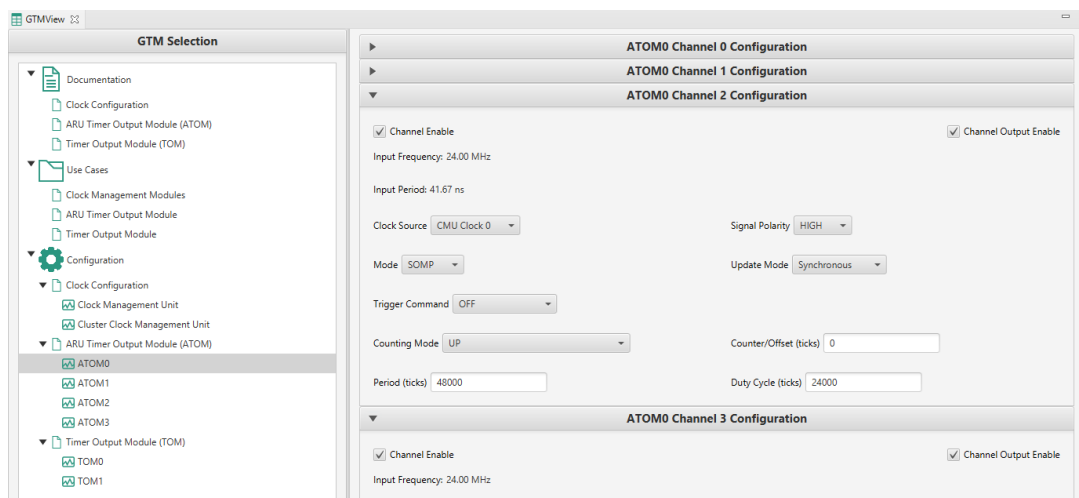 GTMView
GTM Selection
Documentation
Clock Configuration
ARU Timer Output Module (ATOM)
Timer Output Module (TOM)
Use Cases
Clock Management Modules
ARU Timer Output Module
Timer Output Module
Configuration
Clock Configuration
Clock Management Unit
Cluster Clock Management Unit
ARU Timer Output Module (ATOM)
ATOM0
ATOM1
ATOM2
ATOM3
Timer Output Module (TOM)
TOM0
TOM1
ATOM0 Channel 0 Configuration
ATOM0 Channel 1 Configuration
ATOM0 Channel 2 Configuration
Channel Enable Channel Output Enable
Input Frequency: 24.00 MHz
Input Period: 41.67 ns
Clock Source CMU Clock 0 Signal Polarity HIGH
Mode SOMP Update Mode Synchronous
Trigger Command OFF
Counting Mode UP Counter/Offset (ticks) 0
Period (ticks) 48000 Duty Cycle (ticks) 24000
ATOM0 Channel 3 Configuration
Channel Enable Channel Output Enable
Input Frequency: 24.00 MHz